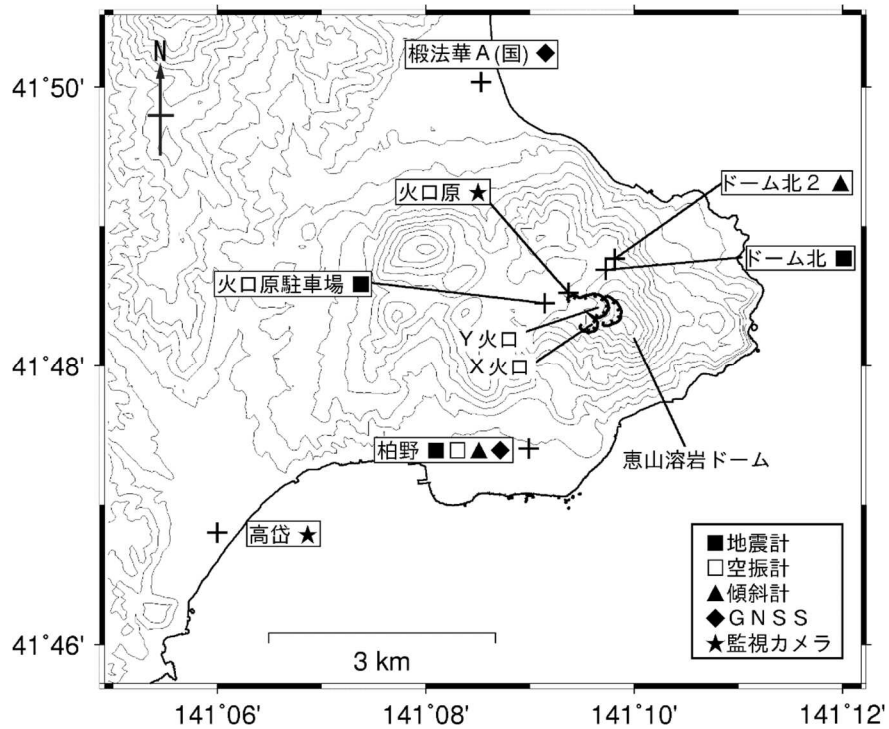 椴法華A(国)◆
N
41°50'
ドーム北2▲
火口原★
ドーム北■
火口原駐車場■
Y火口
X火口
41°48'
柏野■□▲◆
恵山溶岩ドーム
高岱★
■地震計
□空振計
▲傾斜計
◆GNSS
★監視カメラ
41°46'
3 km
141°06'
141°08'
141°10'
141°12'